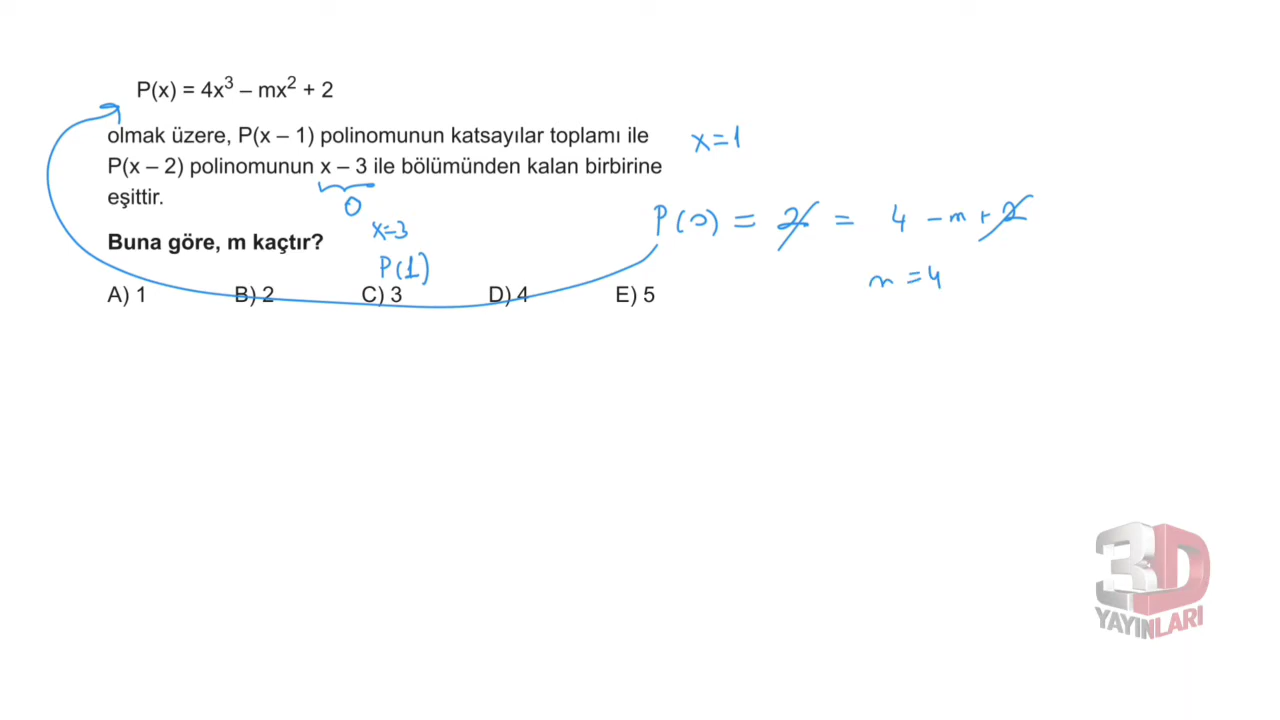 P(x) = 4x³ – mx² + 2
olmak üzere, P(x – 1) polinomunun katsayılar toplamı ile
P(x – 2) polinomunun x – 3 ile bölümünden kalan birbirine
eşittir.
0
x=3
P(1)
Buna göre, m kaçtır?
A) 1 B) 2 C) 3 D) 4 E) 5
x=1
P(0) = 2 = 4 - m + 2
m = 4
3D
YAYINLARI